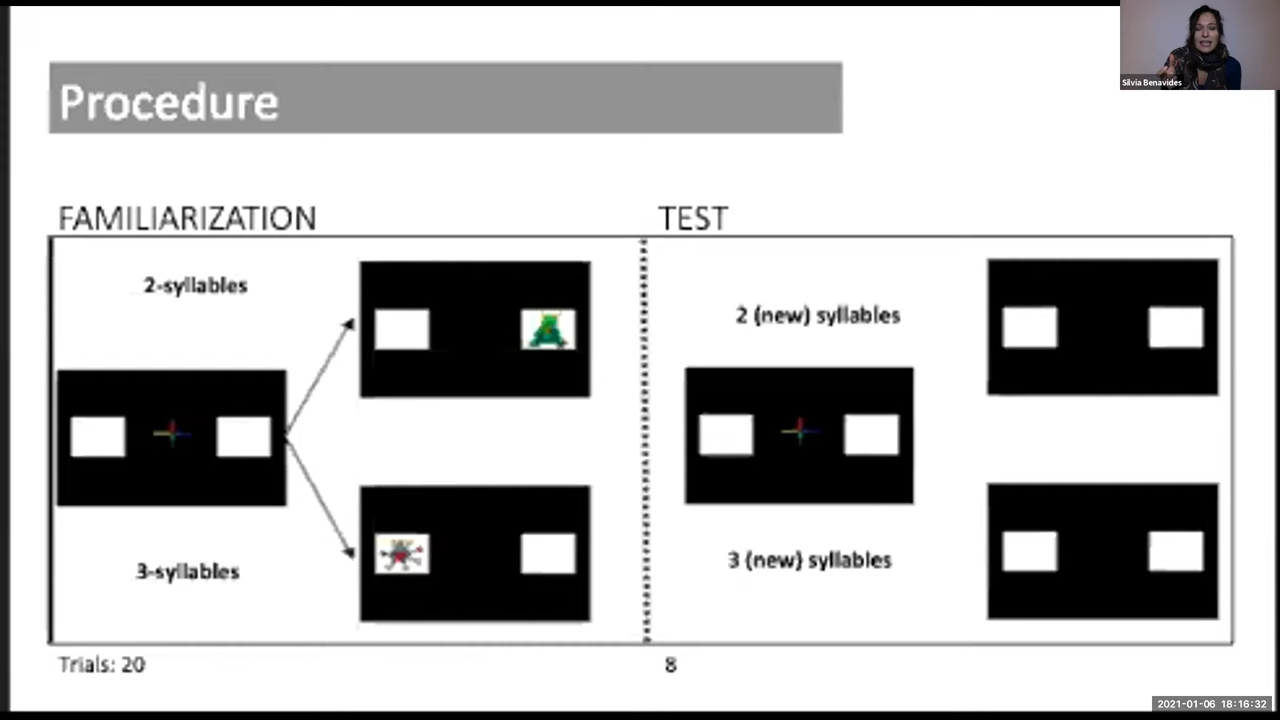 Silvia Benavides
Procedure
FAMILIARIZATION
TEST
2-syllables
2 (new) syllables
3-syllables
3 (new) syllables
Trials: 20
8
2021-01-06 18:16:32